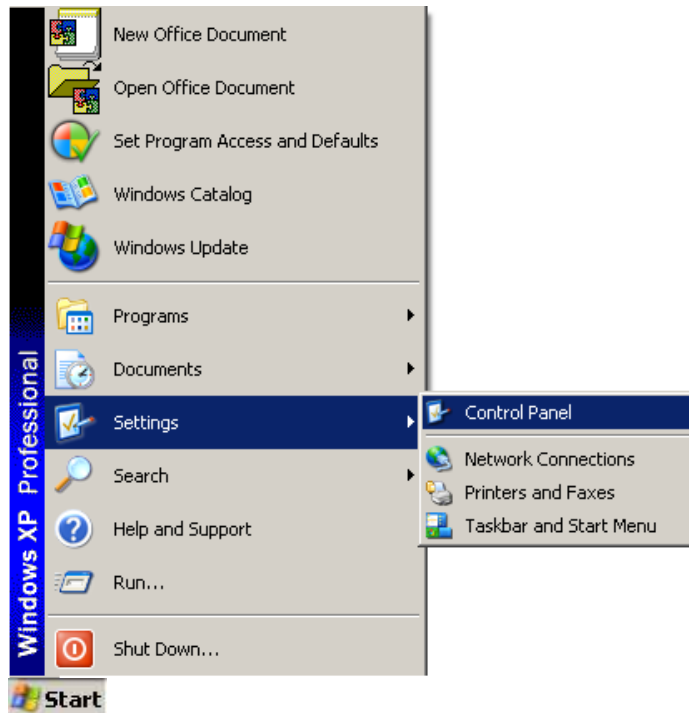 New Office Document
Open Office Document
Set Program Access and Defaults
Windows Catalog
Windows Update
Programs
Documents
Settings
Search
Help and Support
Run...
Shut Down...
Windows XP Professional
Start
Control Panel
Network Connections
Printers and Faxes
Taskbar and Start Menu